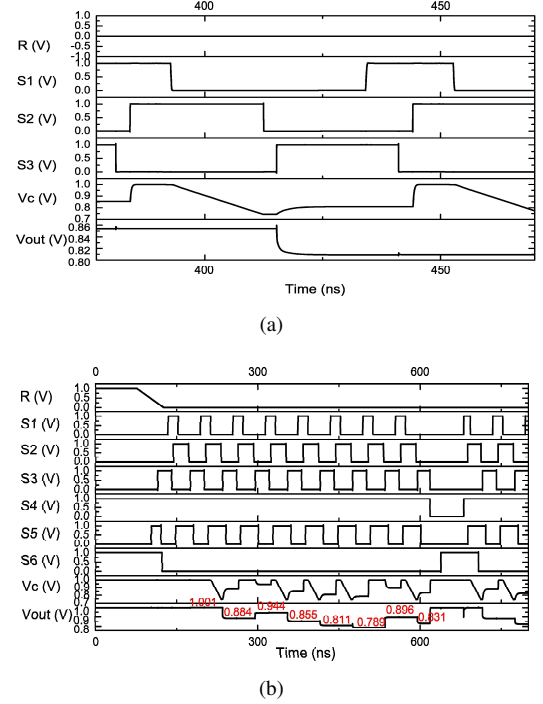 400 450
1.0
R (V) -0.5
-1.0
S1 (V) 1.0 0.5 0.0
S2 (V) 1.0 0.5 0.0
S3 (V) 1.0 0.5 0.0
Vc (V) 1.0 0.9 0.8 0.7
Vout (V) 0.86 0.84 0.82 0.80
400 450
Time (ns)
(a)
0 300 600
R (V) 1.0 0.5 0.0
S1 (V) 1.0 0.5 0.0
S2 (V) 1.0 0.5 0.0
S3 (V) 1.0 0.5 0.0
S4 (V) 1.0 0.5 0.0
S5 (V) 1.0 0.5 0.0
S6 (V) 1.0 0.5 0.0
Vc (V) 1.0 0.9 0.8
Vout (V) 1.0 0.9 0.8
1.001 0.884 0.944 0.855 0.811 0.789 0.896 0.831
0 300 600
Time (ns)
(b)